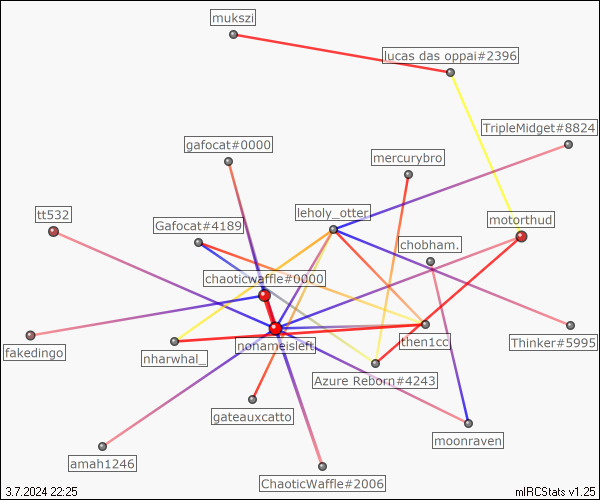 mukszi
lucas das oppai#2396
TripleMidget#8824
gafocat#0000
mercurybro
tt532
leholy_otter
Gafocat#4189
motorthud
chobham.
chaoticwaffle#0000
fakedingo
nharwhal_
nonameisleft
then1cc
Thinker#5995
Azure Reborn#4243
gateauxcatto
moonraven
amah1246
ChaoticWaffle#2006
3.7.2024 22:25
mIRCStats v1.25